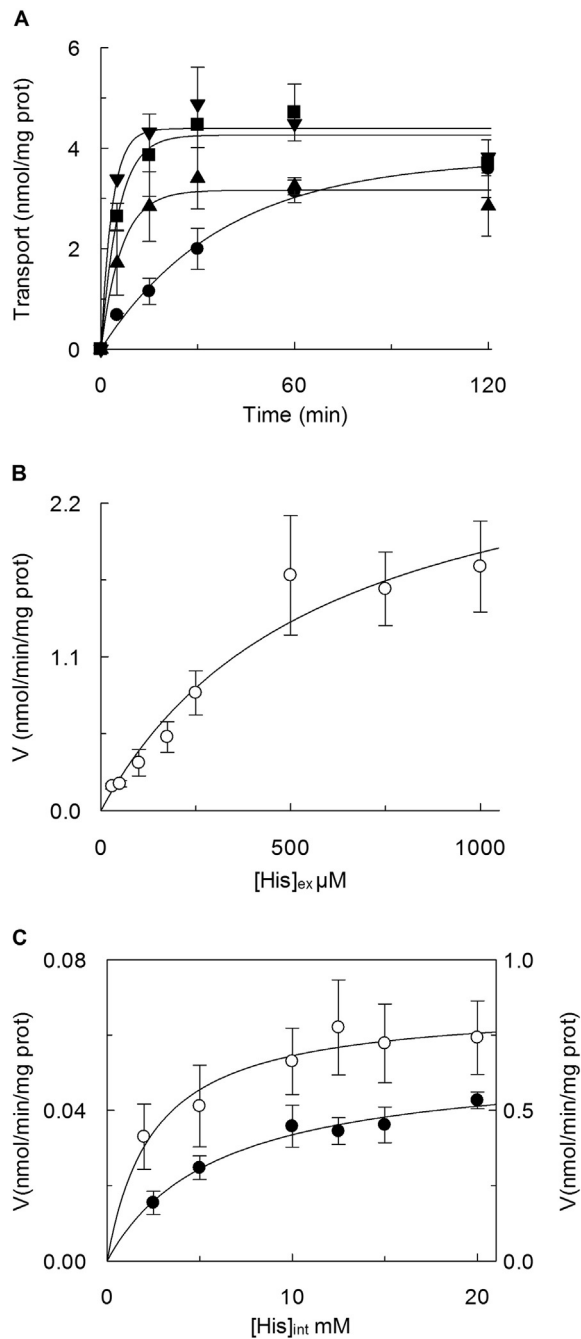 A
6
4
2
0
Transport (nmol/mg prot)
0 60 120
Time (min)
B
2.2
1.1
0.0
V (nmol/min/mg prot)
0 500 1000
[His]ex µM
C
0.08 1.0
0.04 0.5
0.00 0.0
V(nmol/min/mg prot)
V(nmol/min/mg prot)
0 10 20
[His]int mM